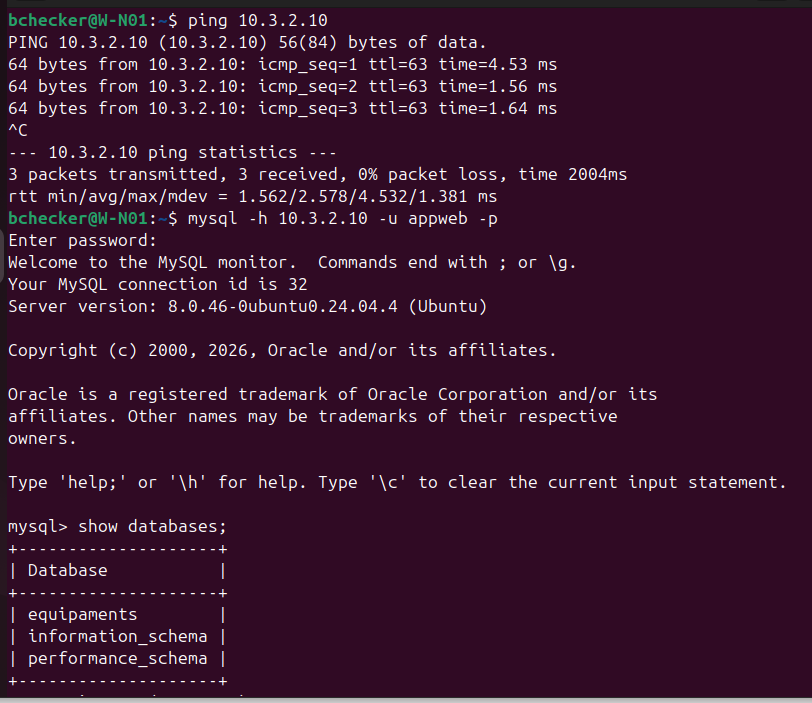 bchecker@W-N01:~$ ping 10.3.2.10
PING 10.3.2.10 (10.3.2.10) 56(84) bytes of data.
64 bytes from 10.3.2.10: icmp_seq=1 ttl=63 time=4.53 ms
64 bytes from 10.3.2.10: icmp_seq=2 ttl=63 time=1.56 ms
64 bytes from 10.3.2.10: icmp_seq=3 ttl=63 time=1.64 ms
^C
--- 10.3.2.10 ping statistics ---
3 packets transmitted, 3 received, 0% packet loss, time 2004ms
rtt min/avg/max/mdev = 1.562/2.578/4.532/1.381 ms
bchecker@W-N01:~$ mysql -h 10.3.2.10 -u appweb -p
Enter password:
Welcome to the MySQL monitor.  Commands end with ; or \g.
Your MySQL connection id is 32
Server version: 8.0.46-0ubuntu0.24.04.4 (Ubuntu)

Copyright (c) 2000, 2026, Oracle and/or its affiliates.

Oracle is a registered trademark of Oracle Corporation and/or its
affiliates. Other names may be trademarks of their respective
owners.

Type 'help;' or '\h' for help. Type '\c' to clear the current input statement.

mysql> show databases;
+--------------------+
| Database           |
+--------------------+
| equipaments        |
| information_schema |
| performance_schema |
+--------------------+